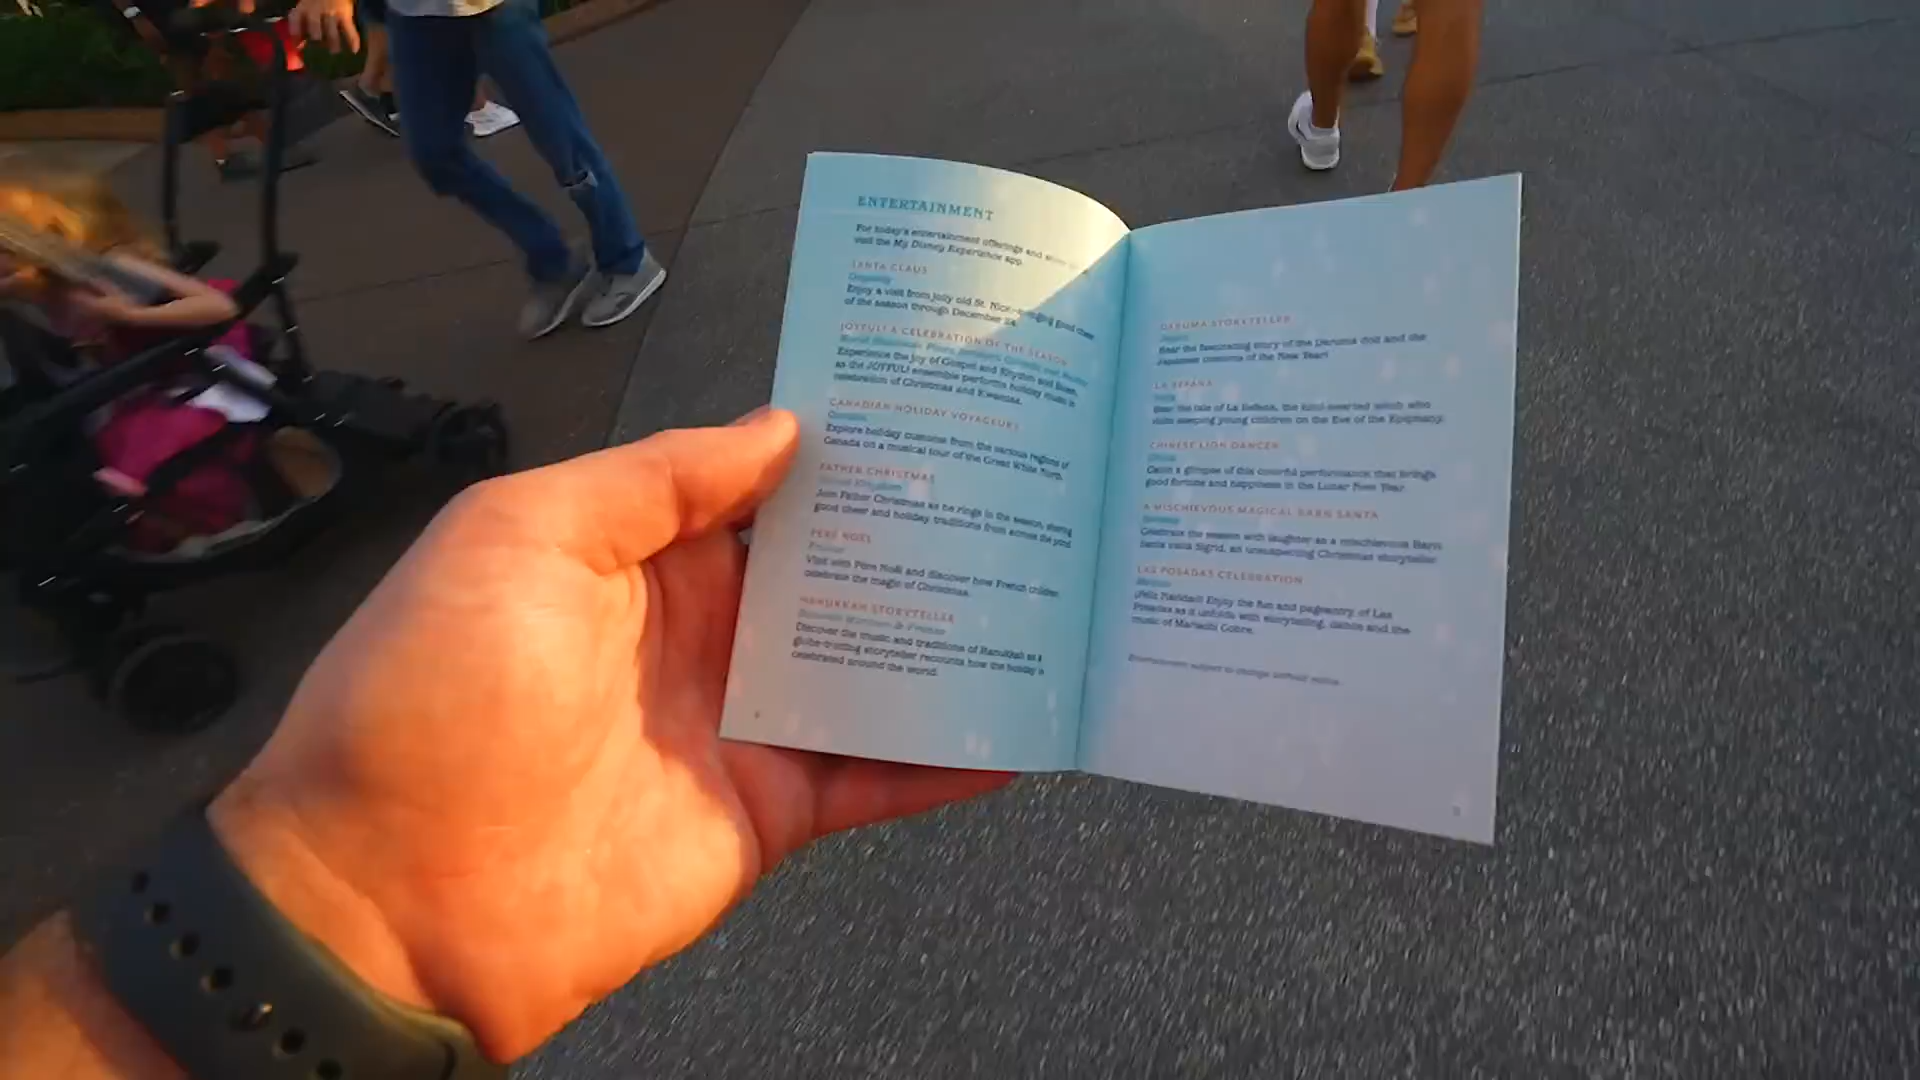 ENTERTAINMENT
For today's entertainment offerings and
visit the My Disney Experience app.
SANTA CLAUS
Enjoy a visit from jolly old St. Nick—bringing good cheer
of the season through December 24.
JOYFUL! A CELEBRATION OF THE SEASON
Experience the joy of Gospel and Rhythm and Blues,
as the JOYFUL! ensemble performs holiday music in
celebration of Christmas and Kwanzaa.
CANADIAN HOLIDAY VOYAGEURS
Canada
Explore holiday customs from the various regions of
Canada on a musical tour of the Great White North.
FATHER CHRISTMAS
United Kingdom
Join Father Christmas as he rings in the season, sharing
good cheer and holiday traditions from across the pond.
PÈRE NOËL
France
Visit with Père Noël and discover how French children
celebrate the magic of Christmas.
HANUKKAH STORYTELLER
Between Morocco & France
Discover the music and traditions of Hanukkah as a
globe-trotting storyteller recounts how the holiday is
celebrated around the world.
DARUMA STORYTELLER
Japan
Hear the fascinating story of the Daruma doll and the
Japanese customs of the New Year!
LA BEFANA
Italy
Hear the tale of La Befana, the kind-hearted witch who
visits sleeping young children on the Eve of the Epiphany.
CHINESE LION DANCER
China
Catch a glimpse of this colorful performance that brings
good fortune and happiness in the Lunar New Year.
A MISCHIEVOUS MAGICAL BARN SANTA
Norway
Celebrate the season with laughter as a mischievous Barn
Santa visits Sigrid, an unsuspecting Christmas storyteller.
LAS POSADAS CELEBRATION
Mexico
¡Feliz Navidad! Enjoy the fun and pageantry of Las
Posadas as it unfolds with storytelling, dance and the
music of Mariachi Cobre.
Entertainment subject to change without notice.